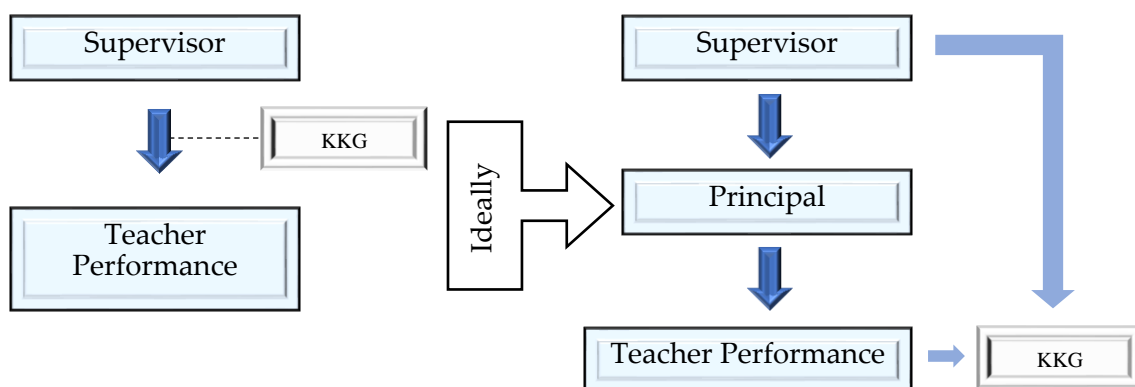 Supervisor
KKG
Teacher
Performance
Ideally
Supervisor
Principal
Teacher Performance
KKG